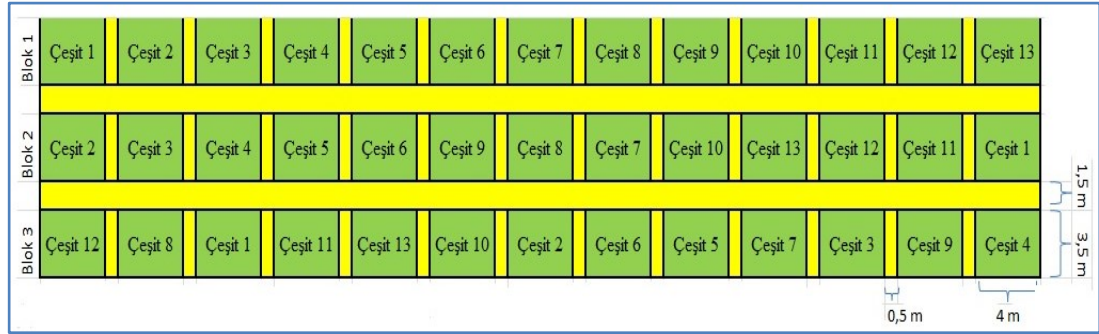 Blok 1 Çeşit 1 Çeşit 2 Çeşit 3 Çeşit 4 Çeşit 5 Çeşit 6 Çeşit 7 Çeşit 8 Çeşit 9 Çeşit 10 Çeşit 11 Çeşit 12 Çeşit 13
Blok 2 Çeşit 2 Çeşit 3 Çeşit 4 Çeşit 5 Çeşit 6 Çeşit 9 Çeşit 8 Çeşit 7 Çeşit 10 Çeşit 13 Çeşit 12 Çeşit 11 Çeşit 1
1,5 m
Blok 3 Çeşit 12 Çeşit 8 Çeşit 1 Çeşit 11 Çeşit 13 Çeşit 10 Çeşit 2 Çeşit 6 Çeşit 5 Çeşit 7 Çeşit 3 Çeşit 9 Çeşit 4 3,5 m
0,5 m 4 m